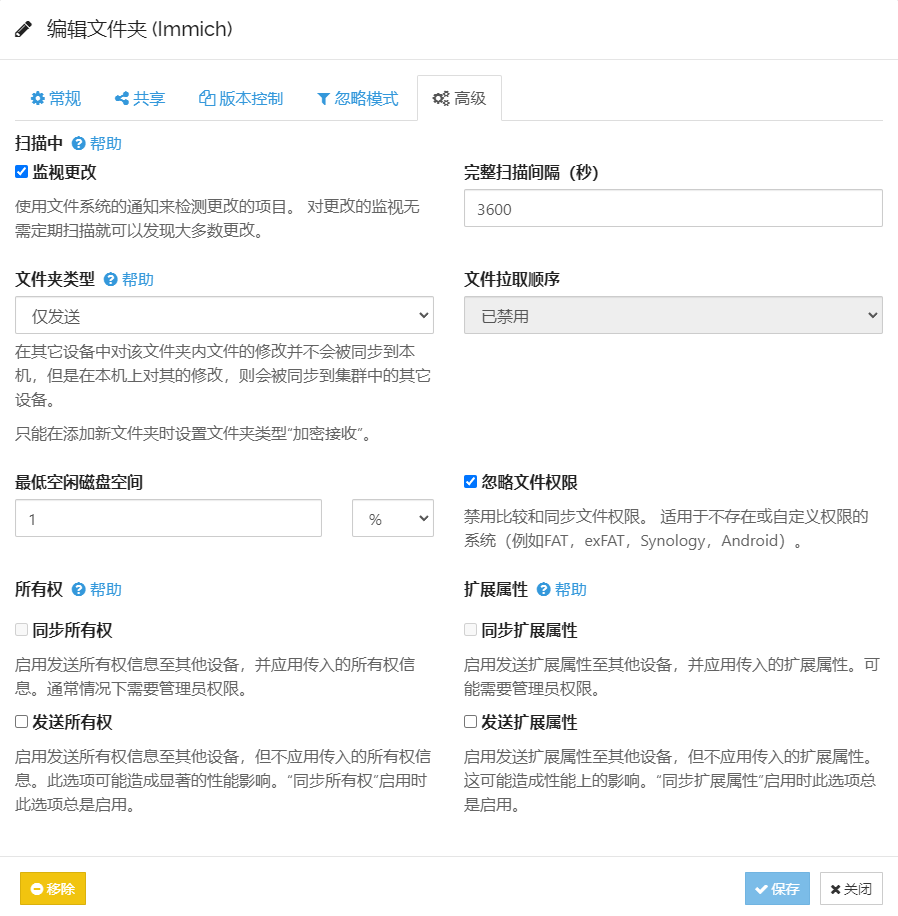 编辑文件夹 (Immich)
常规
共享
版本控制
忽略模式
高级
扫描中 帮助
监视更改
使用文件系统的通知来检测更改的项目。 对更改的监视无
需定期扫描就可以发现大多数更改。
完整扫描间隔（秒）
3600
文件夹类型 帮助
仅发送
在其它设备中对该文件夹内文件的修改并不会被同步到本
机，但是在本机上对其的修改，则会被同步到集群中的其它
设备。
只能在添加新文件夹时设置文件夹类型“加密接收”。
文件拉取顺序
已禁用
最低空闲磁盘空间
1
%
忽略文件权限
禁用比较和同步文件权限。 适用于不存在或自定义权限的
系统（例如FAT，exFAT，Synology，Android）。
所有权 帮助
同步所有权
启用发送所有权信息至其他设备，并应用传入的所有权信
息。通常情况下需要管理员权限。
发送所有权
启用发送所有权信息至其他设备，但不应用传入的所有权信
息。此选项可能造成显著的性能影响。“同步所有权”启用时
此选项总是启用。
扩展属性 帮助
同步扩展属性
启用发送扩展属性至其他设备，并应用传入的扩展属性。可
能需要管理员权限。
发送扩展属性
启用发送扩展属性至其他设备，但不应用传入的扩展属性。
这可能造成性能上的影响。“同步扩展属性”启用时此选项总
是启用。
移除
保存
关闭